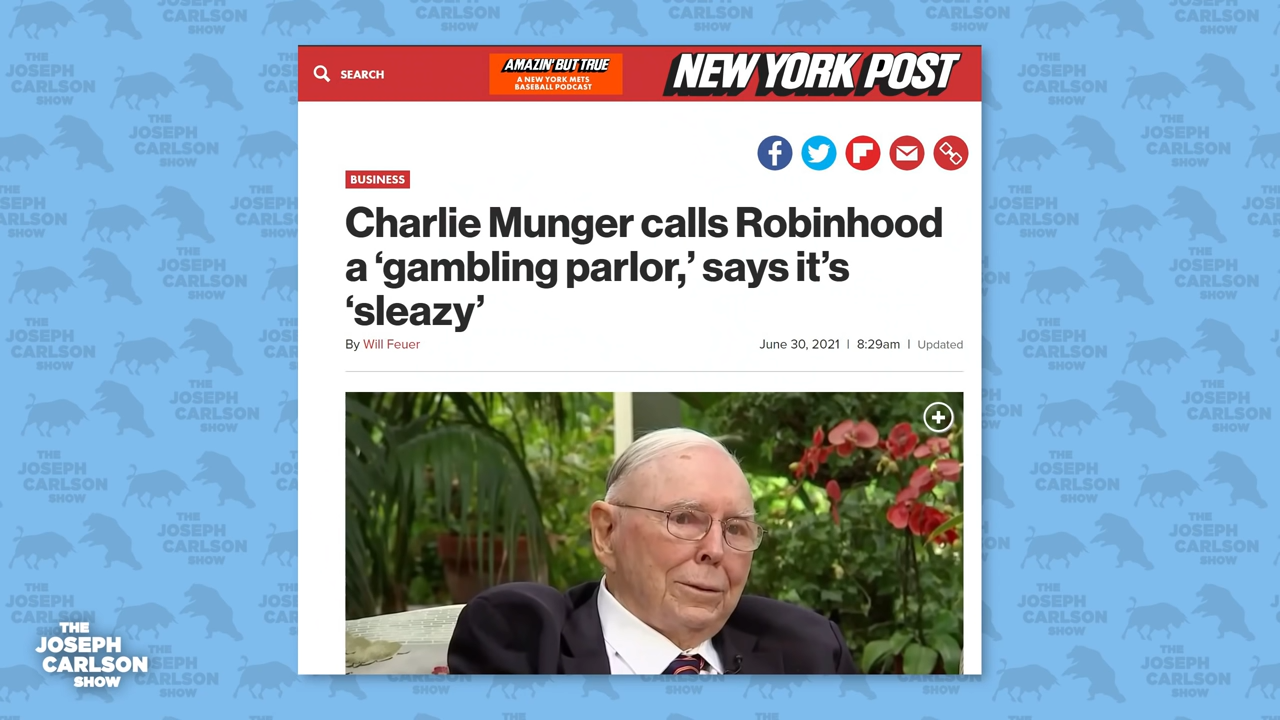 SEARCH
AMAZIN' BUT TRUE
A NEW YORK METS
BASEBALL PODCAST
NEW YORK POST
BUSINESS
Charlie Munger calls Robinhood
a ‘gambling parlor,’ says it’s
‘sleazy’
By Will Feuer
June 30, 2021 | 8:29am | Updated
THE
JOSEPH
CARLSON
SHOW